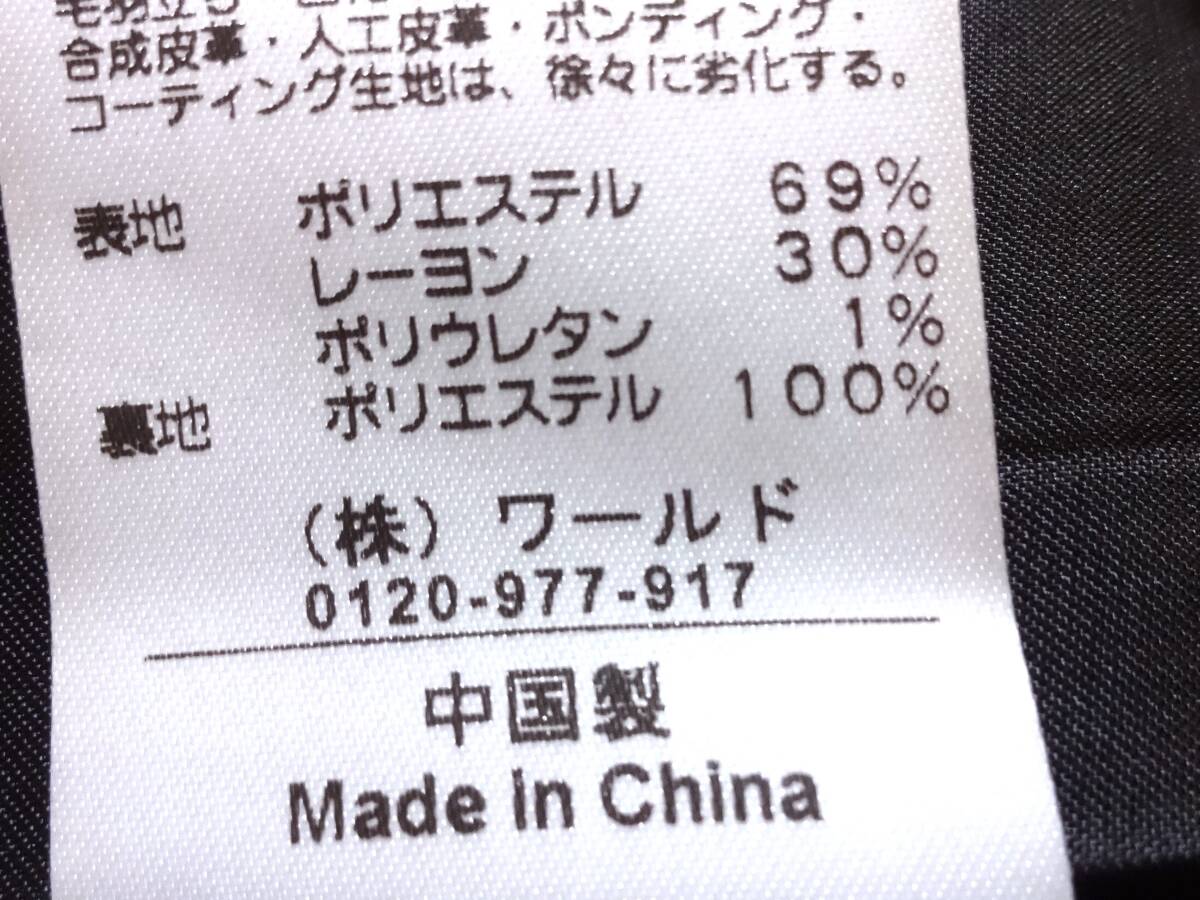 合成皮革・人工皮革・ボンディング・
コーティング生地は、徐々に劣化する。
表地 ポリエステル 69%
レーヨン 30%
ポリウレタン 1%
裏地 ポリエステル 100%
(株) ワールド
0120-977-917
中国製
Made in China